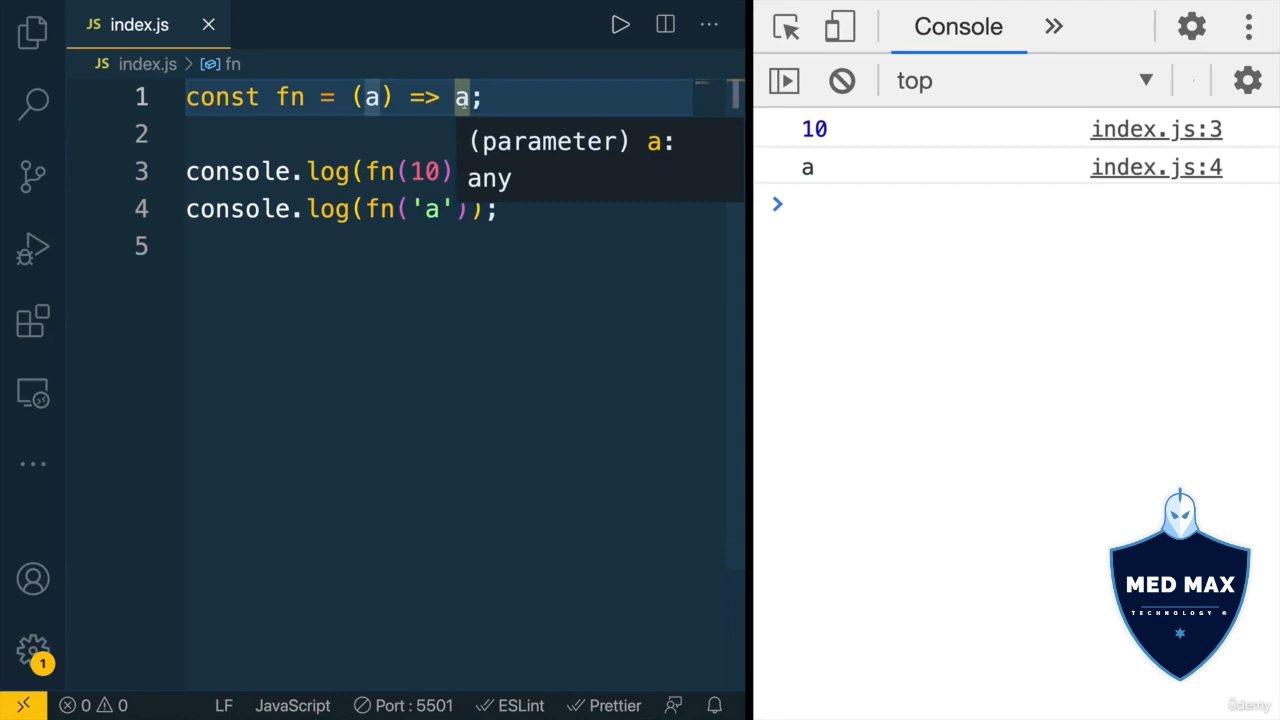 JS index.js
JS index.js > fn
1 const fn = (a) => a;
2
(parameter) a:
any
3 console.log(fn(10)
4 console.log(fn('a'));
5
1
0 0 LF JavaScript Port : 5501 ESLint Prettier
Console
top
10 index.js:3
a index.js:4
MED MAX
TECHNOLOGY ®
ûdemy